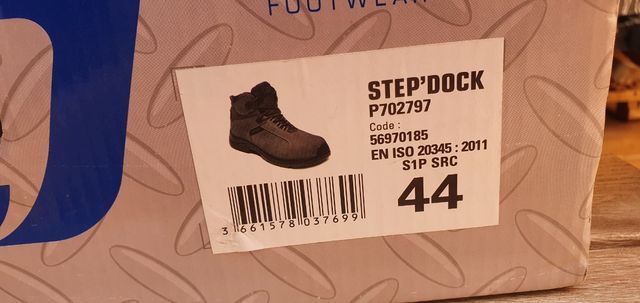 FOOTWEAR
STEP'DOCK
P702797
Code :
56970185
EN ISO 20345 : 2011
S1P SRC
44
3 661578 037699